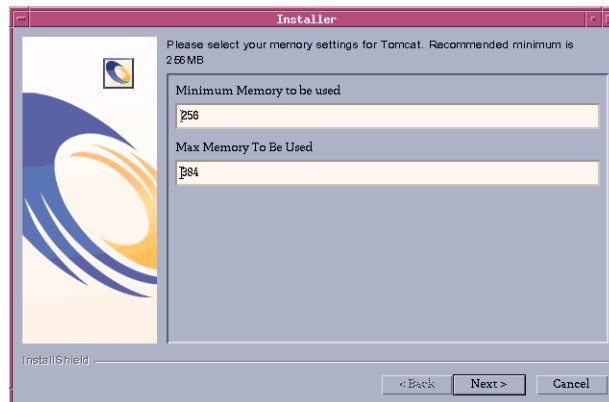 Installer
Please select your memory settings for Tomcat. Recommended minimum is
256MB
Minimum Memory to be used
256
Max Memory To Be Used
384
InstallShield
< Back
Next >
Cancel